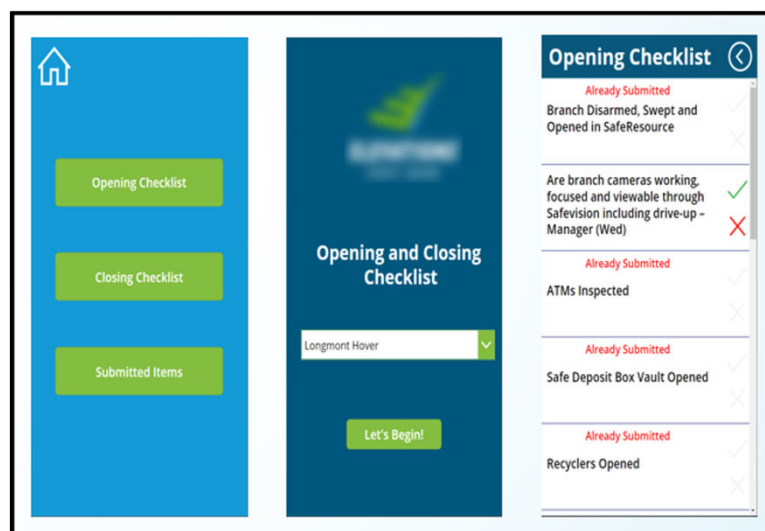 Opening Checklist
Closing Checklist
Submitted Items
Opening and Closing
Checklist
Longmont Hover
Let's Begin!
Opening Checklist
Already Submitted
Branch Disarmed, Swept and
Opened in SafeResource
Are branch cameras working,
focused and viewable through
Safevision including drive-up –
Manager (Wed)
Already Submitted
ATMs Inspected
Already Submitted
Safe Deposit Box Vault Opened
Already Submitted
Recyclers Opened